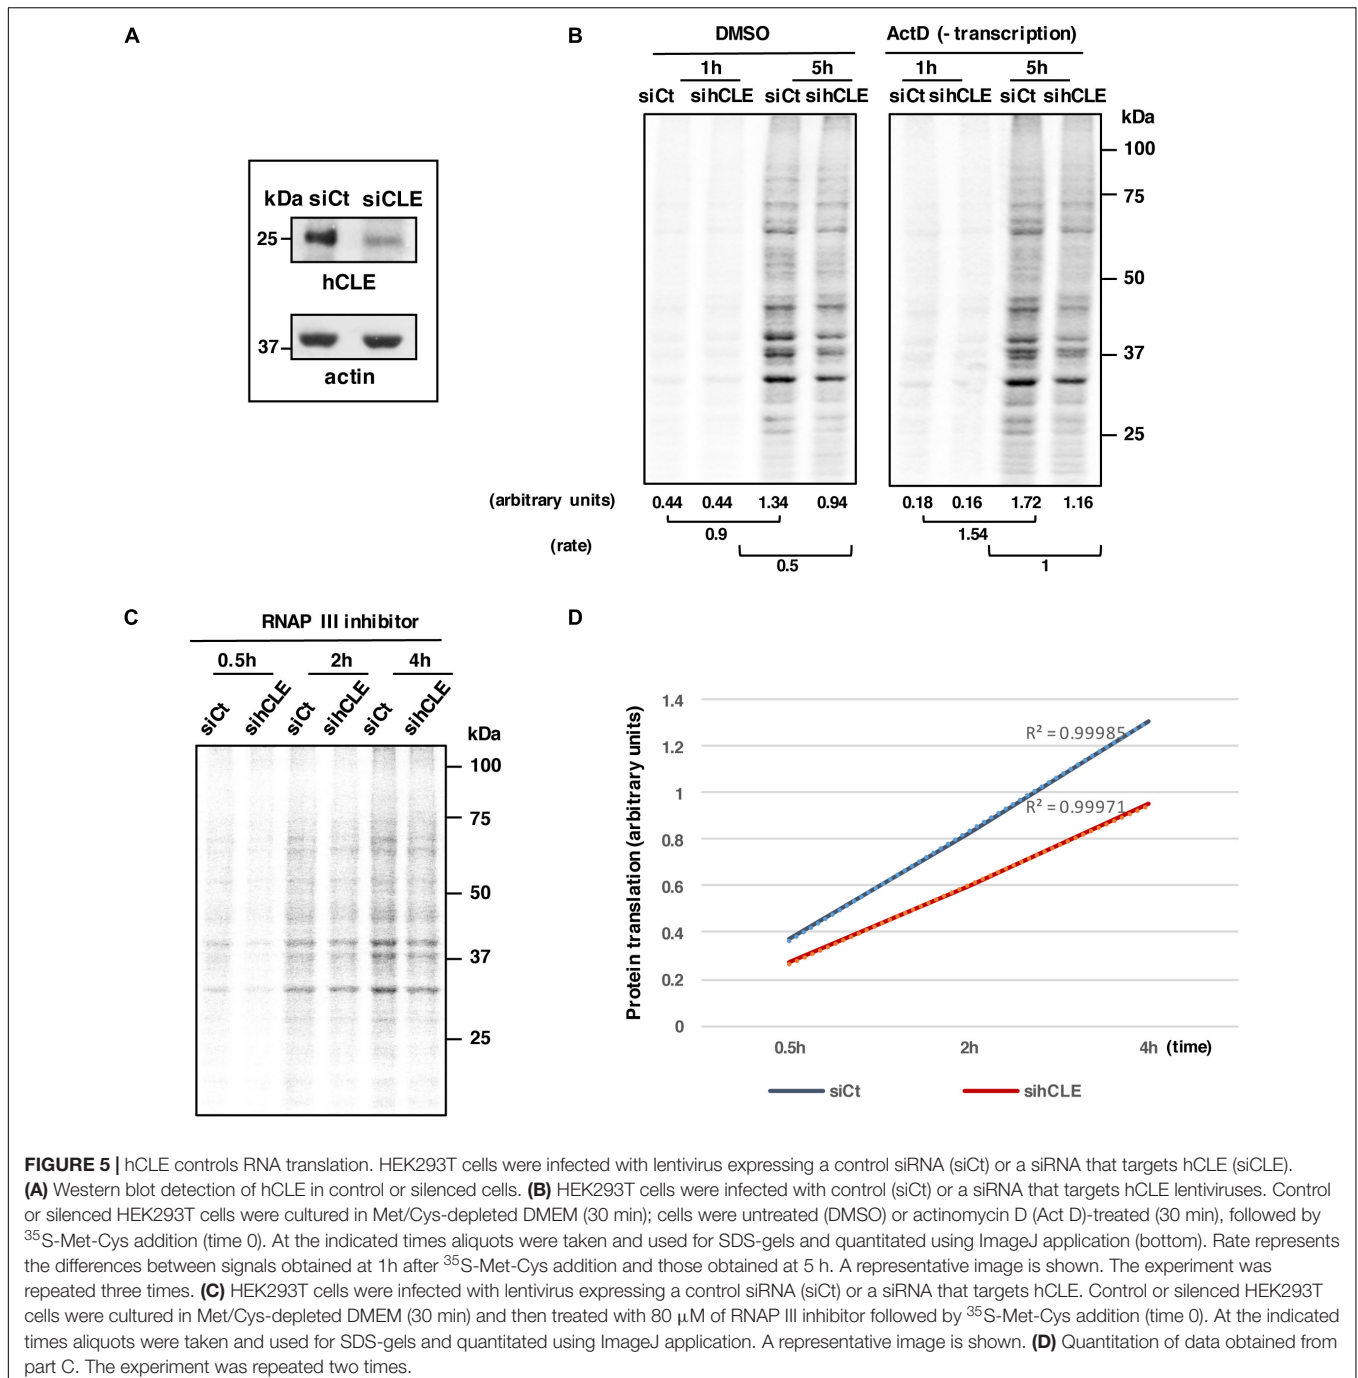 A
kDa siCt siCLE
25
hCLE
37
actin
B
DMSO
ActD (- transcription)
1h 5h 1h 5h
siCt sihCLE siCt sihCLE siCt sihCLE siCt sihCLE
kDa
100
75
50
37
25
(arbitrary units) 0.44 0.44 1.34 0.94 0.18 0.16 1.72 1.16
(rate) 0.9 1.54
0.5 1
C
RNAP III inhibitor
0.5h 2h 4h
siCt sihCLE siCt sihCLE siCt sihCLE
kDa
100
75
50
37
25
D
Protein translation (arbitrary units)
1.4
1.2
1
0.8
0.6
0.4
0.2
0
R² = 0.99985
R² = 0.99971
0.5h 2h 4h (time)
siCt sihCLE
FIGURE 5 | hCLE controls RNA translation. HEK293T cells were infected with lentivirus expressing a control siRNA (siCt) or a siRNA that targets hCLE (siCLE).
(A) Western blot detection of hCLE in control or silenced cells. (B) HEK293T cells were infected with control (siCt) or a siRNA that targets hCLE lentiviruses. Control
or silenced HEK293T cells were cultured in Met/Cys-depleted DMEM (30 min); cells were untreated (DMSO) or actinomycin D (Act D)-treated (30 min), followed by
³⁵S-Met-Cys addition (time 0). At the indicated times aliquots were taken and used for SDS-gels and quantitated using ImageJ application (bottom). Rate represents
the differences between signals obtained at 1h after ³⁵S-Met-Cys addition and those obtained at 5 h. A representative image is shown. The experiment was
repeated three times. (C) HEK293T cells were infected with lentivirus expressing a control siRNA (siCt) or a siRNA that targets hCLE. Control or silenced HEK293T
cells were cultured in Met/Cys-depleted DMEM (30 min) and then treated with 80 μM of RNAP III inhibitor followed by ³⁵S-Met-Cys addition (time 0). At the indicated
times aliquots were taken and used for SDS-gels and quantitated using ImageJ application. A representative image is shown. (D) Quantitation of data obtained from
part C. The experiment was repeated two times.